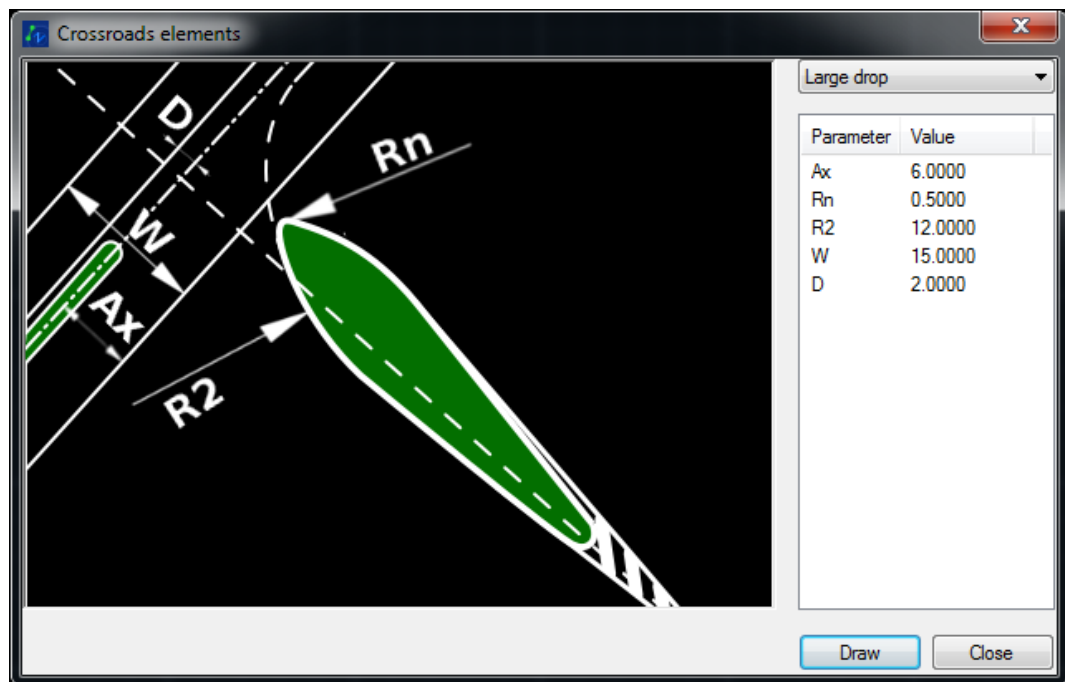 Crossroads elements
D
Rn
W
Ax
R2
Large drop
Parameter Value
Ax 6.0000
Rn 0.5000
R2 12.0000
W 15.0000
D 2.0000
Draw Close